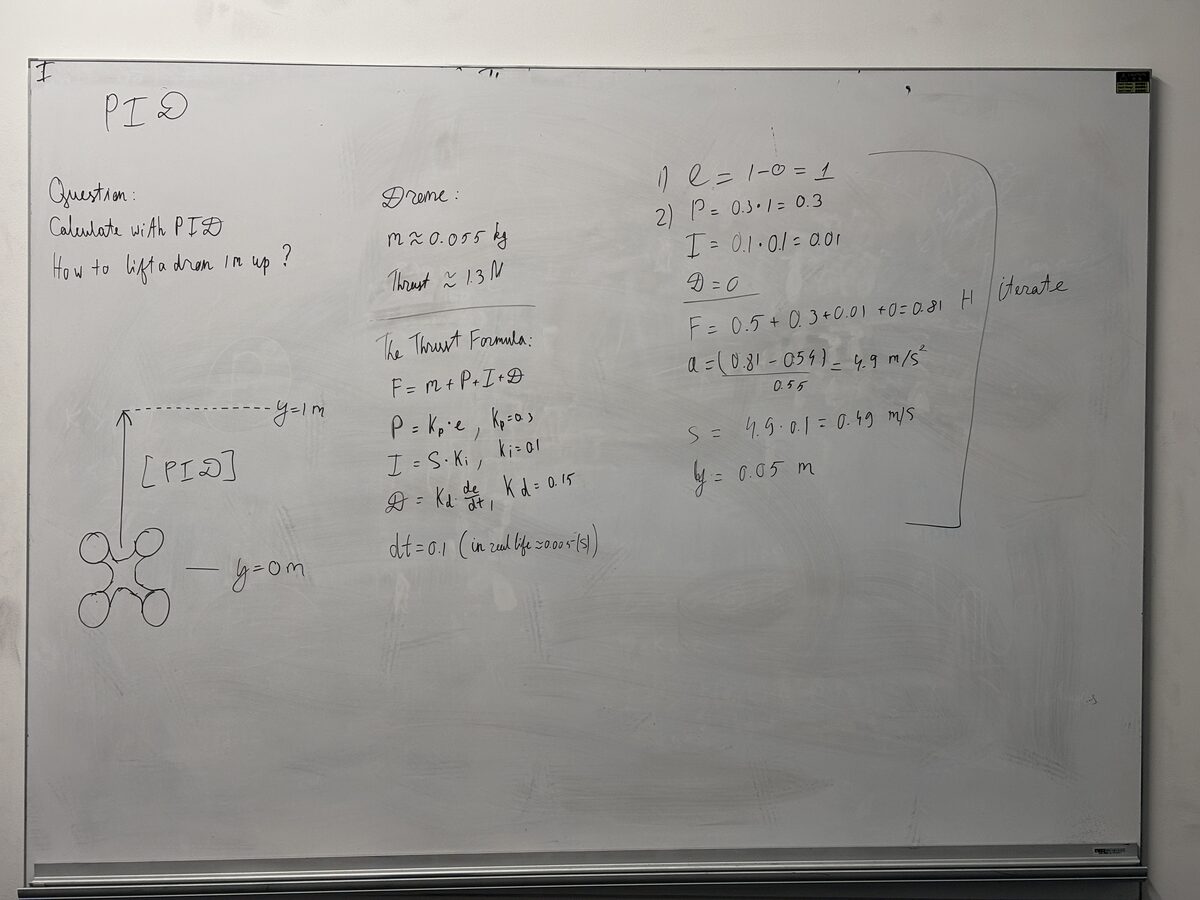 I
PID
Question:
Calculate with PID
How to lift a dron 1m up?
y=1m
[PID]
y=0m
Drone:
m≈0.055 kg
Thrust ≈ 1.3 N
The Thrust Formula:
F= m+P+I+D
P = Kp·e, Kp=0.3
I = S·Ki, Ki=0.1
D = Kd·de/dt, Kd=0.15
dt=0.1 (in real life ≈0.005(s))
1) e= 1-0=1
2) P= 0.3·1=0.3
I= 0.1·0.1=0.01
D=0
F= 0.5+0.3+0.01+0=0.81 H
a=(0.81-0.54)/0.55= 4.9 m/s²
S= 4.9·0.1=0.49 m/s
y= 0.05 m
iterate